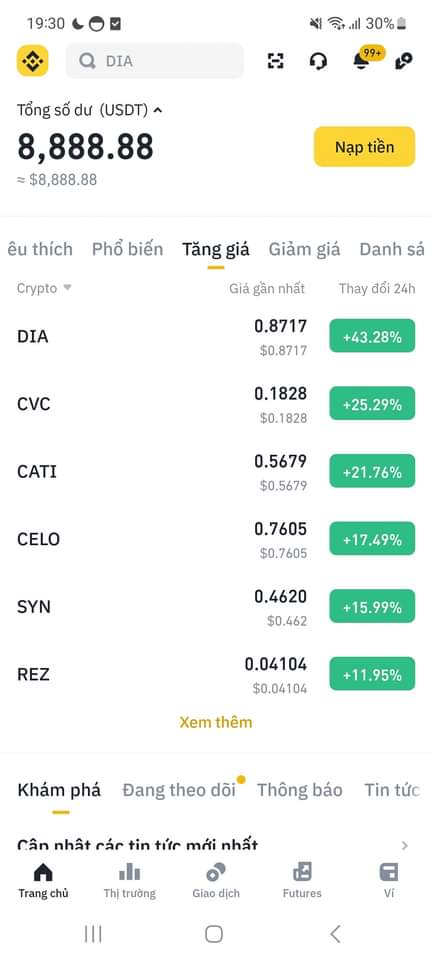 19:30
30%
DIA
99+
Tổng số dư (USDT)
8,888.88
≈ $8,888.88
Nạp tiền
êu thích Phổ biến Tăng giá Giảm giá Danh sá
Crypto Giá gần nhất Thay đổi 24h
DIA 0.8717 +43.28%
$0.8717
CVC 0.1828 +25.29%
$0.1828
CATI 0.5679 +21.76%
$0.5679
CELO 0.7605 +17.49%
$0.7605
SYN 0.4620 +15.99%
$0.462
REZ 0.04104 +11.95%
$0.04104
Xem thêm
Khám phá Đang theo dõi Thông báo Tin tức
Cập nhật các tin tức mới nhất
Trang chủ Thị trường Giao dịch Futures Ví